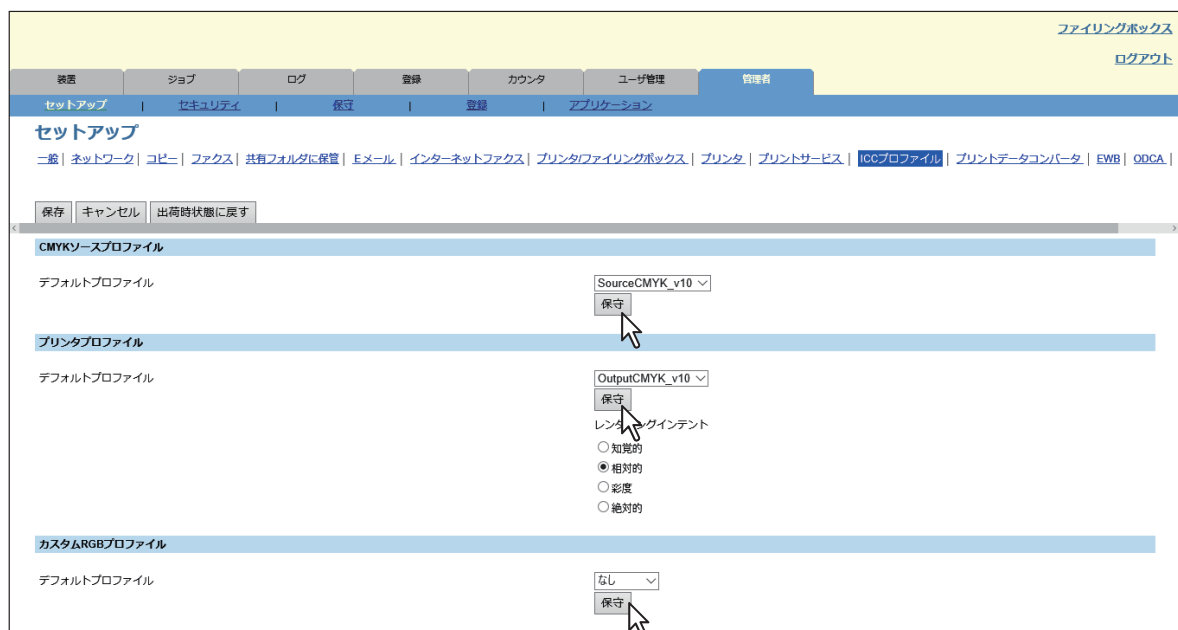 ファイリングボックス
ログアウト
装置 ジョブ ログ 登録 カウンタ ユーザ管理 管理者
セットアップ | セキュリティ | 保守 | 登録 | アプリケーション
セットアップ
一般 | ネットワーク | コピー | ファクス | 共有フォルダに保管 | Eメール | インターネットファクス | プリンタ/ファイリングボックス | プリンタ | プリントサービス | ICCプロファイル | プリントデータコンバータ | EWB | ODCA |
保存 キャンセル 出荷時状態に戻す
CMYKソースプロファイル
デフォルトプロファイル SourceCMYK_v10
保守
プリンタプロファイル
デフォルトプロファイル OutputCMYK_v10
保守
レンダリングインテント
知覚的
相対的
彩度
絶対的
カスタムRGBプロファイル
デフォルトプロファイル なし
保守